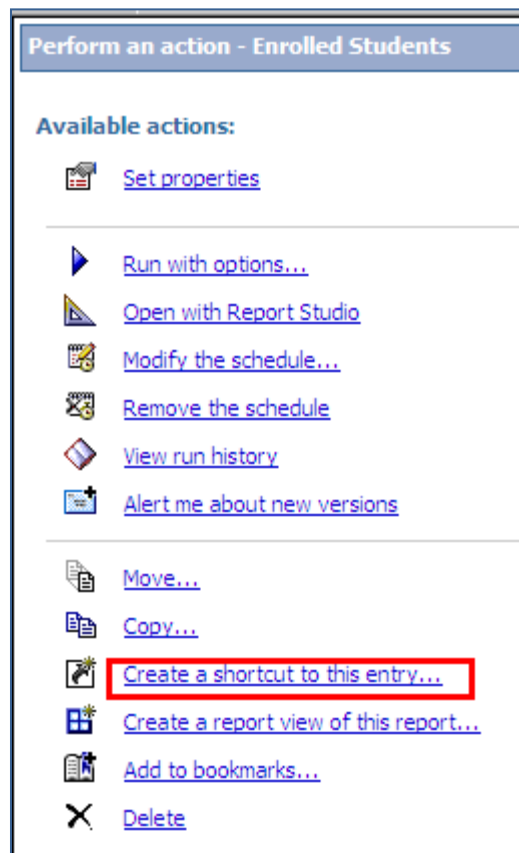 Perform an action - Enrolled Students
Available actions:
Set properties
Run with options...
Open with Report Studio
Modify the schedule...
Remove the schedule
View run history
Alert me about new versions
Move...
Copy...
Create a shortcut to this entry...
Create a report view of this report...
Add to bookmarks...
Delete